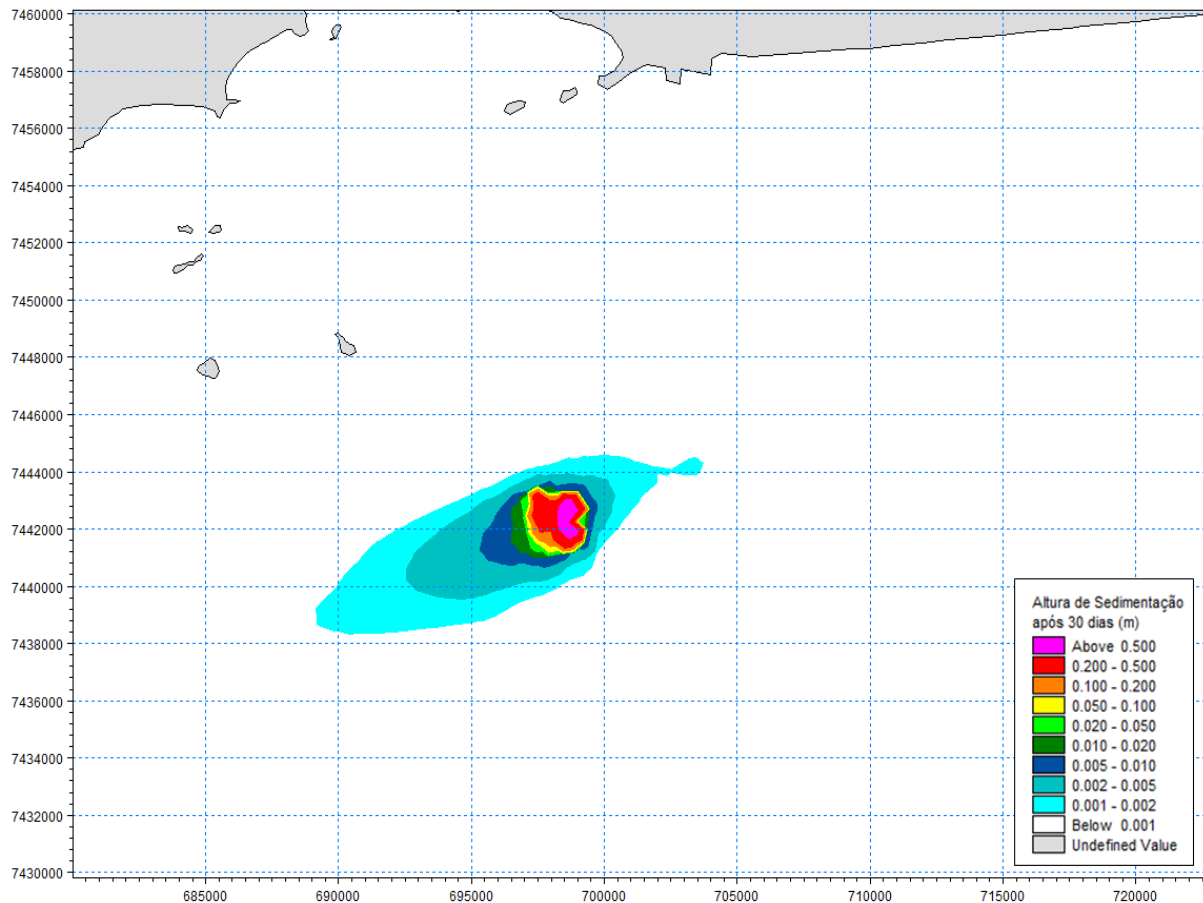 7460000
7458000
7456000
7454000
7452000
7450000
7448000
7446000
7444000
7442000
7440000
7438000
7436000
7434000
7432000
7430000
685000
690000
695000
700000
705000
710000
715000
720000
Altura de Sedimentação
após 30 dias (m)
Above 0.500
0.200 - 0.500
0.100 - 0.200
0.050 - 0.100
0.020 - 0.050
0.010 - 0.020
0.005 - 0.010
0.002 - 0.005
0.001 - 0.002
Below 0.001
Undefined Value